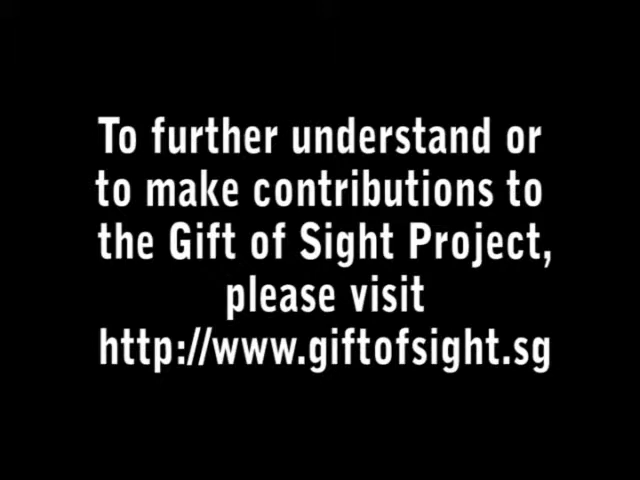 To further understand or
to make contributions to
the Gift of Sight Project,
please visit
http://www.giftofsight.sg